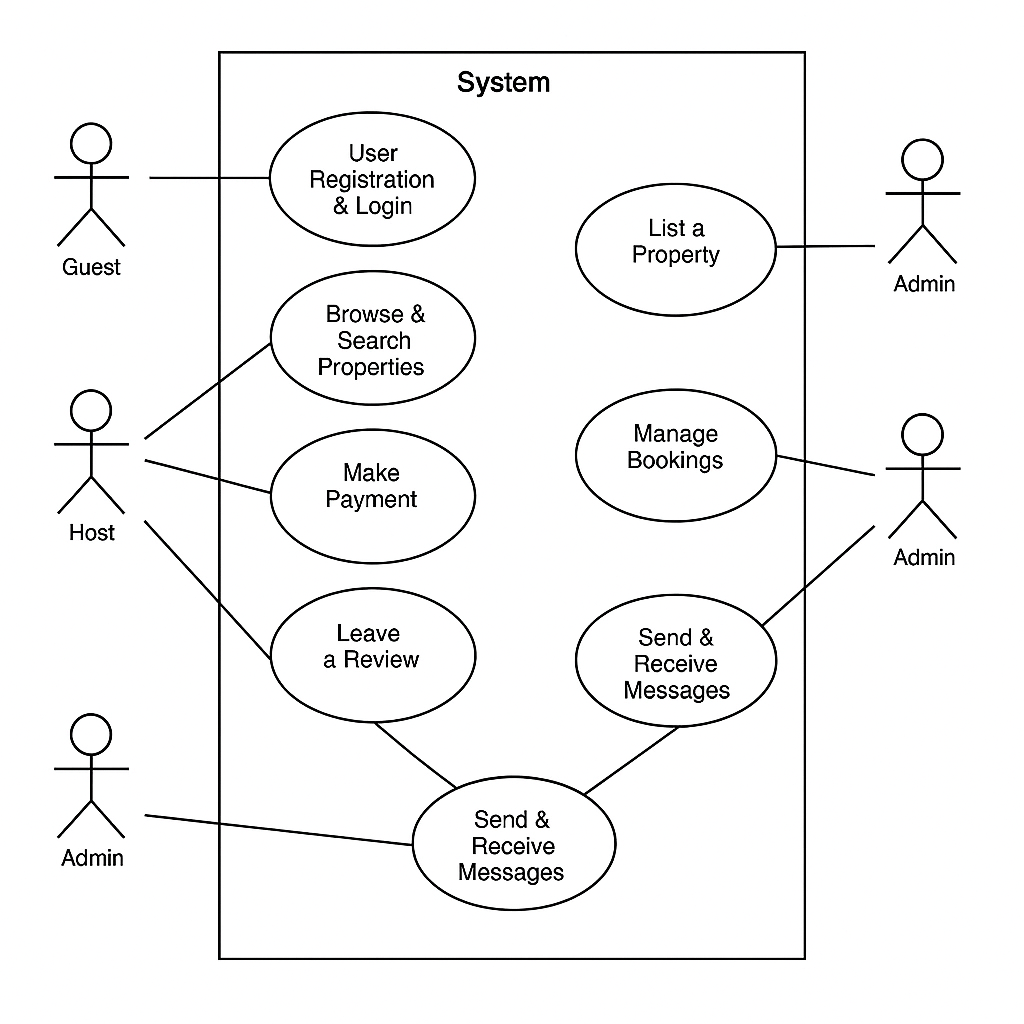 System
User
Registration
& Login
Guest
List a
Property
Admin
Browse &
Search
Properties
Host
Make
Payment
Manage
Bookings
Admin
Leave
a Review
Send &
Receive
Messages
Admin
Send &
Receive
Messages